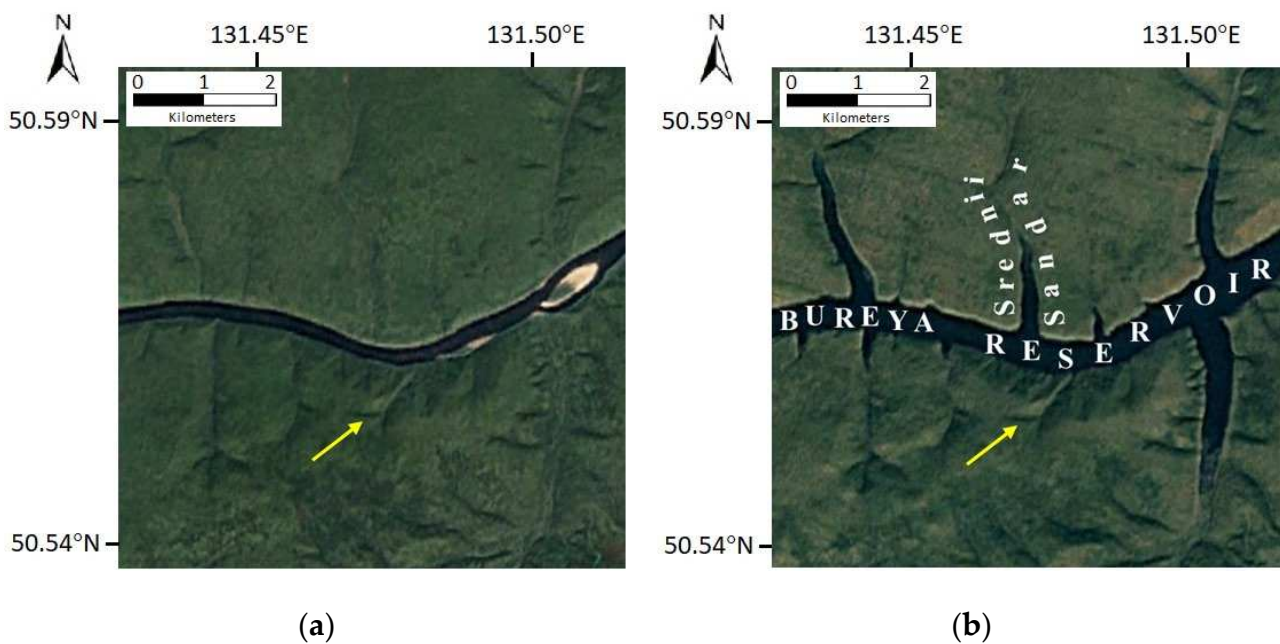 N
131.45°E 131.50°E
0 1 2
Kilometers
50.59°N
50.54°N
(a)
N
131.45°E 131.50°E
0 1 2
Kilometers
50.59°N
Srednii
Sandar
BUREYA RESERVOIR
50.54°N
(b)